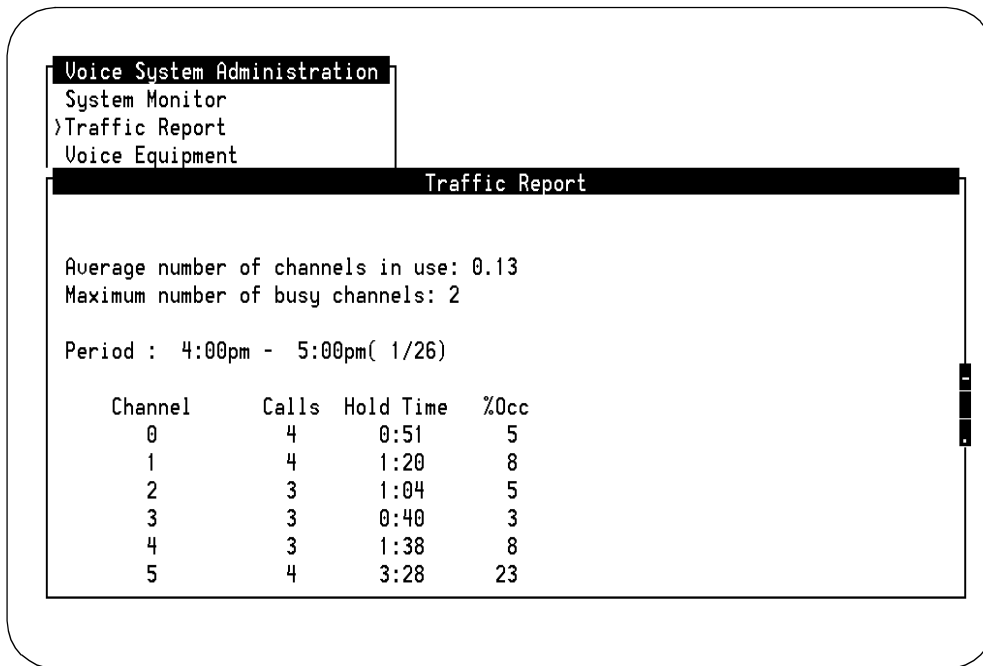 Voice System Administration
System Monitor
>Traffic Report
Voice Equipment
Traffic Report
Average number of channels in use: 0.13
Maximum number of busy channels: 2
Period :  4:00pm -  5:00pm( 1/26)
Channel Calls Hold Time %Occ
0 4 0:51 5
1 4 1:20 8
2 3 1:04 5
3 3 0:40 3
4 3 1:38 8
5 4 3:28 23